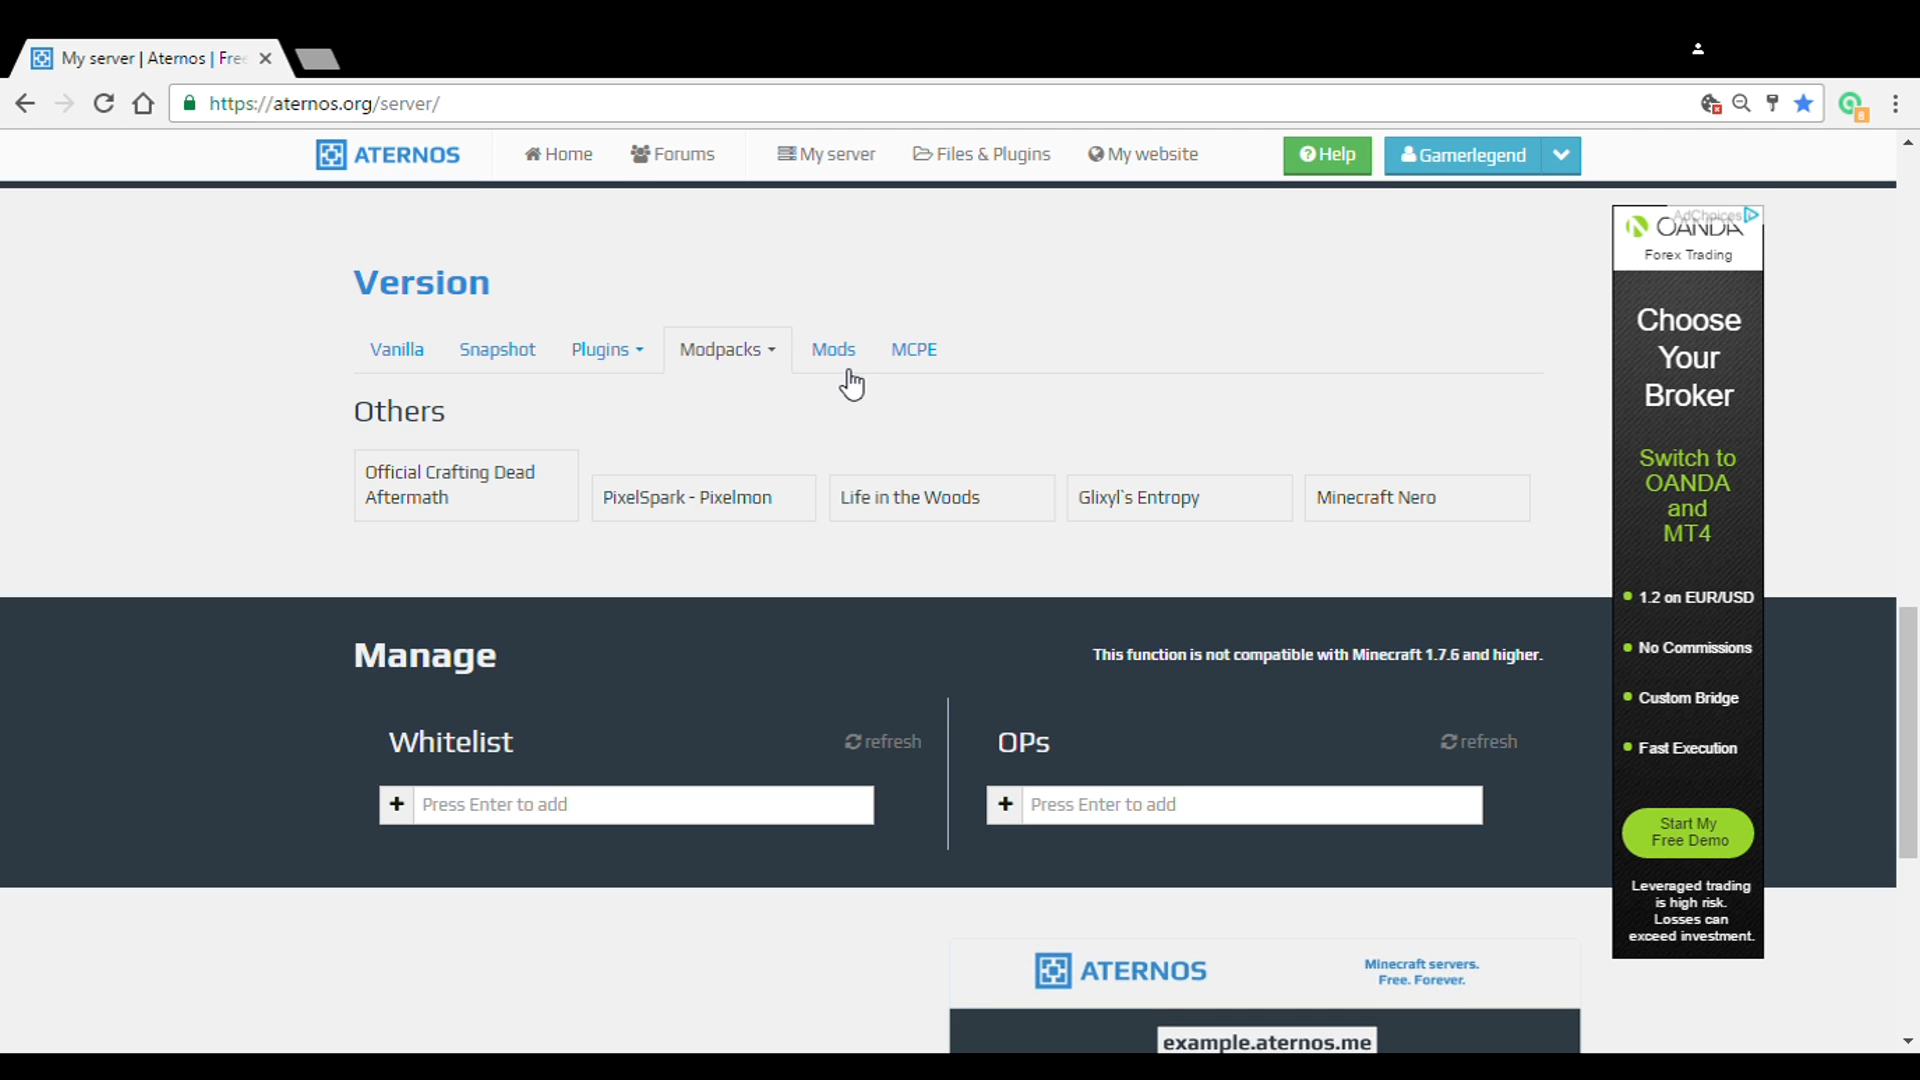 My server | Aternos | Free
https://aternos.org/server/
ATERNOS
Home
Forums
My server
Files & Plugins
My website
Help
Gamerlegend
Version
Vanilla
Snapshot
Plugins
Modpacks
Mods
MCPE
Others
Official Crafting Dead
Aftermath
PixelSpark - Pixelmon
Life in the Woods
Glixyl`s Entropy
Minecraft Nero
Manage
This function is not compatible with Minecraft 1.7.6 and higher.
Whitelist
refresh
Press Enter to add
OPs
refresh
Press Enter to add
ATERNOS
Minecraft servers.
Free. Forever.
example.aternos.me
AdChoices
OANDA
Forex Trading
Choose
Your
Broker
Switch to
OANDA
and
MT4
1.2 on EUR/USD
No Commissions
Custom Bridge
Fast Execution
Start My
Free Demo
Leveraged trading
is high risk.
Losses can
exceed investment.
8